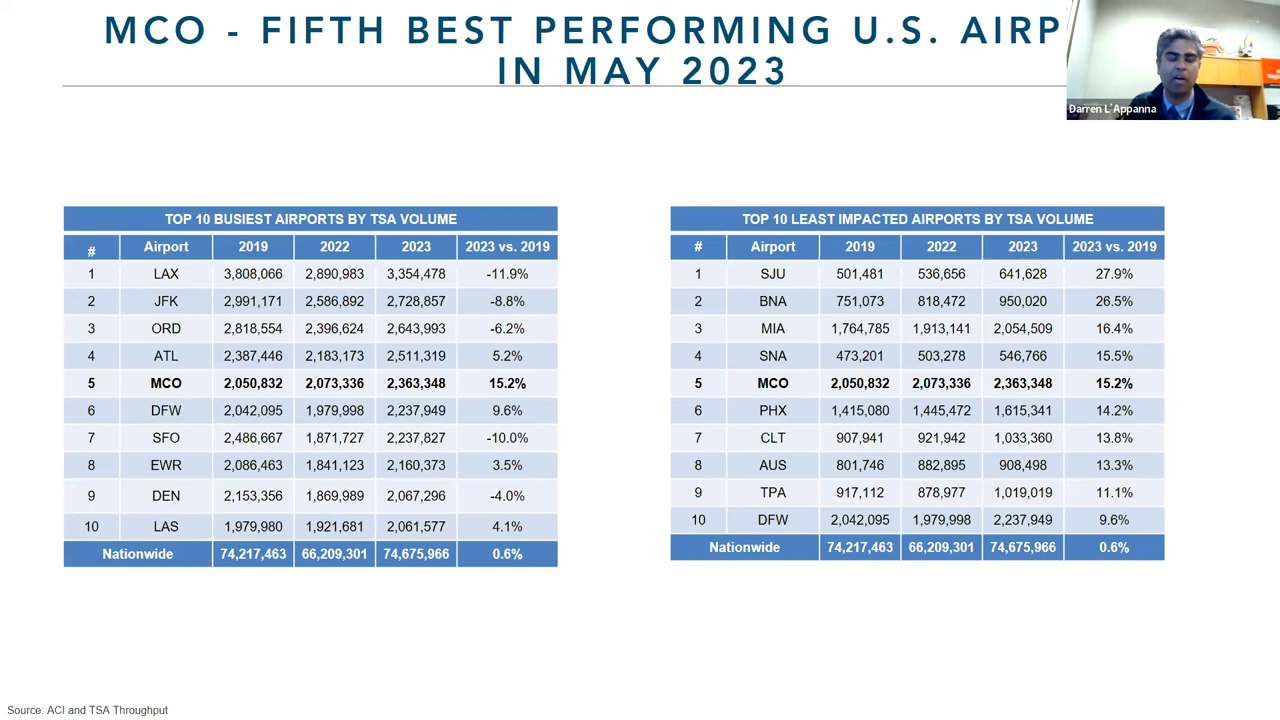 MCO - FIFTH BEST PERFORMING U.S. AIRP
IN MAY 2023
Darren L'Appanna
TOP 10 BUSIEST AIRPORTS BY TSA VOLUME
# Airport 2019 2022 2023 2023 vs. 2019
1 LAX 3,808,066 2,890,983 3,354,478 -11.9%
2 JFK 2,991,171 2,586,892 2,728,857 -8.8%
3 ORD 2,818,554 2,396,624 2,643,993 -6.2%
4 ATL 2,387,446 2,183,173 2,511,319 5.2%
5 MCO 2,050,832 2,073,336 2,363,348 15.2%
6 DFW 2,042,095 1,979,998 2,237,949 9.6%
7 SFO 2,486,667 1,871,727 2,237,827 -10.0%
8 EWR 2,086,463 1,841,123 2,160,373 3.5%
9 DEN 2,153,356 1,869,989 2,067,296 -4.0%
10 LAS 1,979,980 1,921,681 2,061,577 4.1%
Nationwide 74,217,463 66,209,301 74,675,966 0.6%
TOP 10 LEAST IMPACTED AIRPORTS BY TSA VOLUME
# Airport 2019 2022 2023 2023 vs. 2019
1 SJU 501,481 536,656 641,628 27.9%
2 BNA 751,073 818,472 950,020 26.5%
3 MIA 1,764,785 1,913,141 2,054,509 16.4%
4 SNA 473,201 503,278 546,766 15.5%
5 MCO 2,050,832 2,073,336 2,363,348 15.2%
6 PHX 1,415,080 1,445,472 1,615,341 14.2%
7 CLT 907,941 921,942 1,033,360 13.8%
8 AUS 801,746 882,895 908,498 13.3%
9 TPA 917,112 878,977 1,019,019 11.1%
10 DFW 2,042,095 1,979,998 2,237,949 9.6%
Nationwide 74,217,463 66,209,301 74,675,966 0.6%
Source: ACI and TSA Throughput